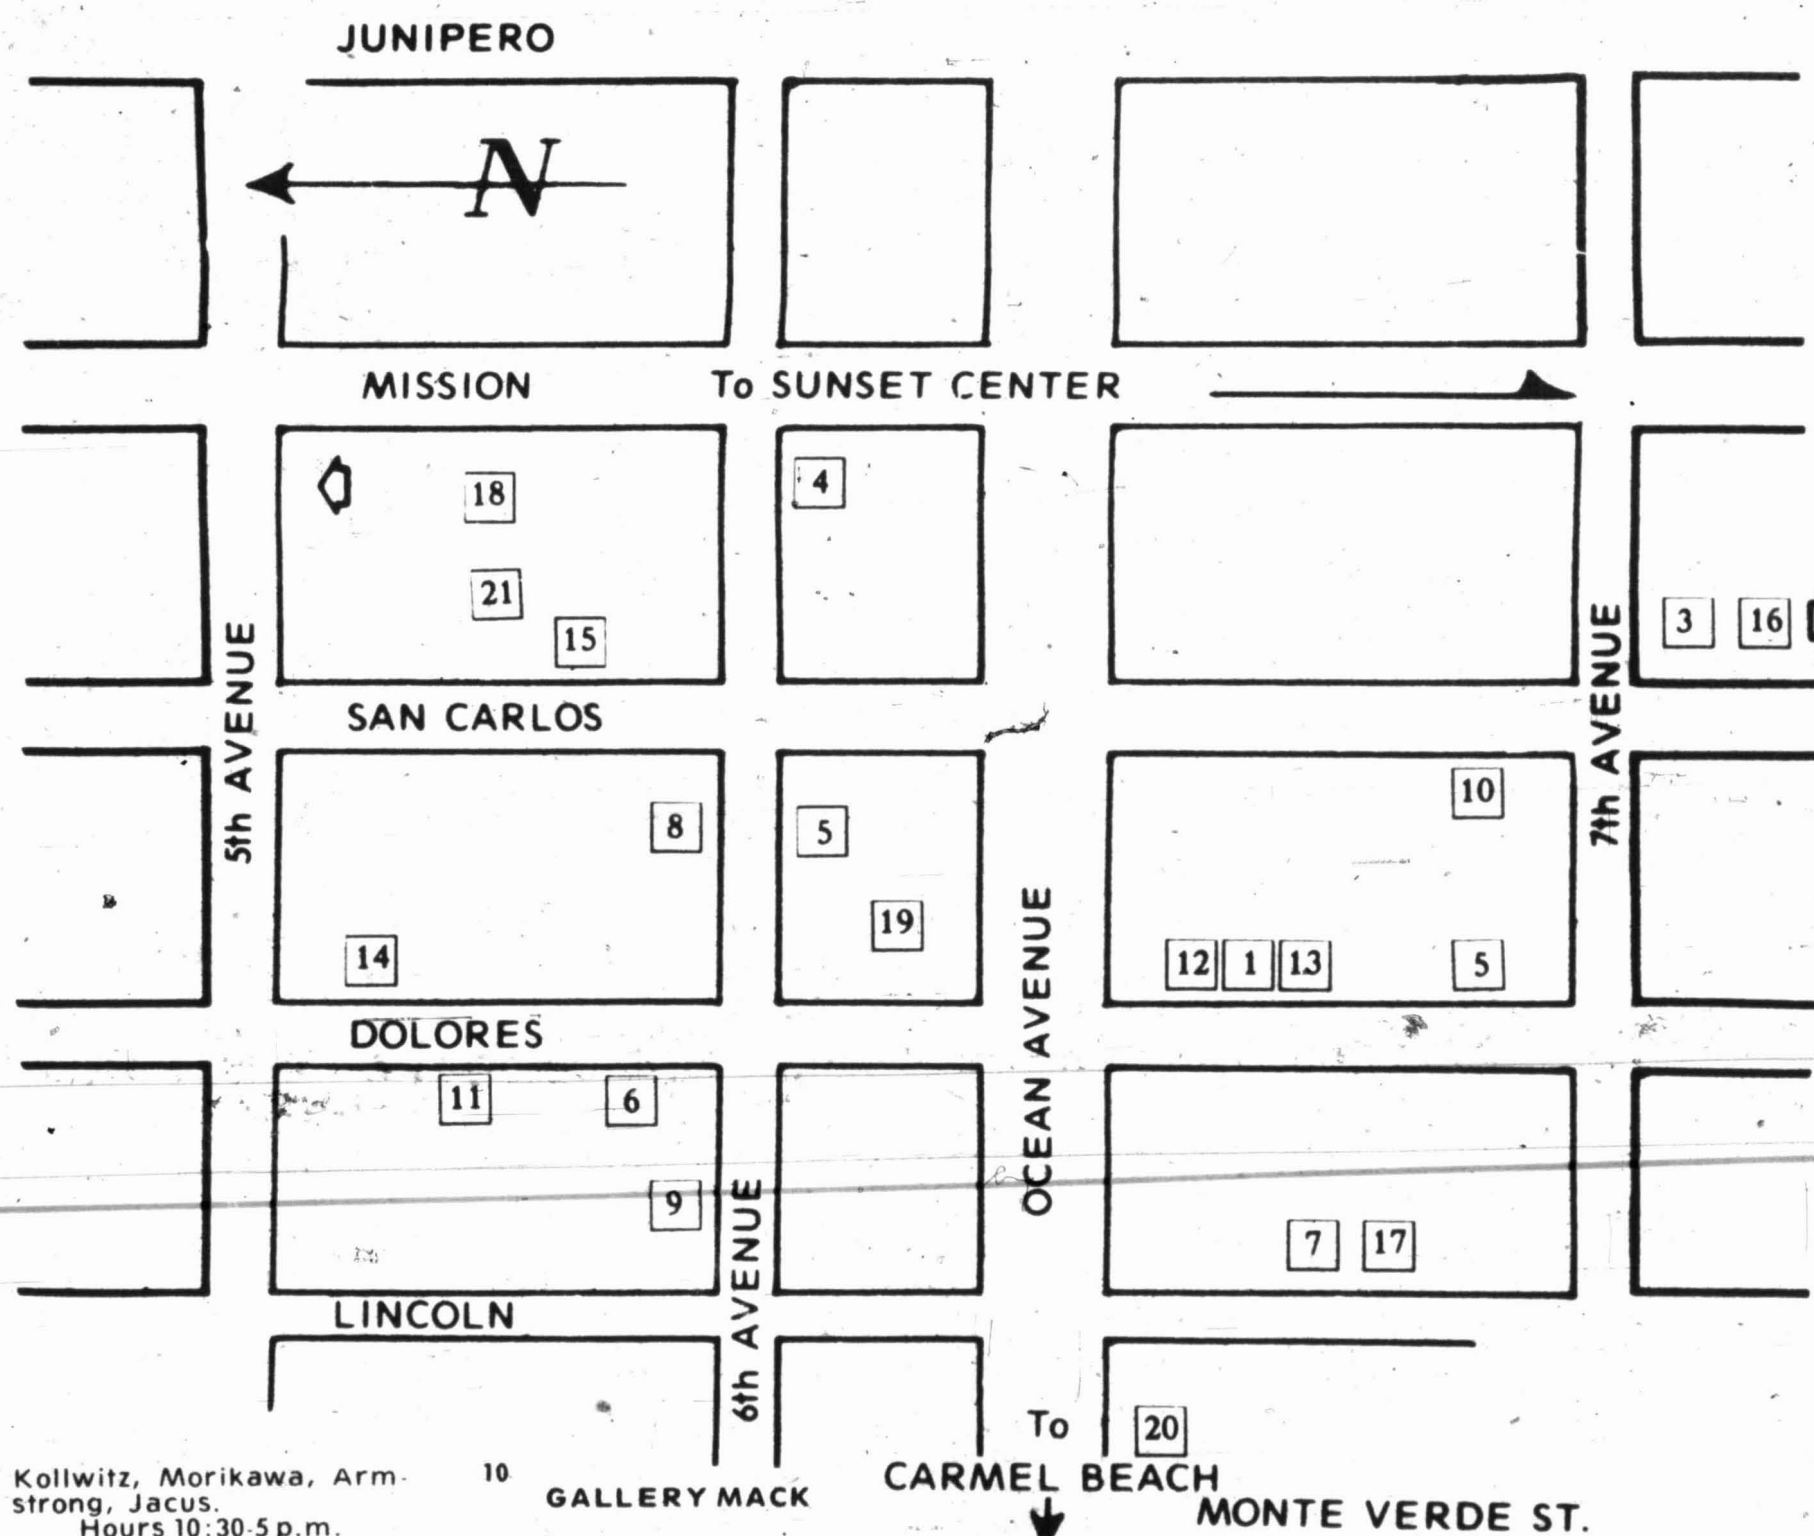 JUNIPERO
N
MISSION To SUNSET CENTER
18
4
21
15
3 16
5th AVENUE
7th AVENUE
SAN CARLOS
10
8 5
19
14
12 1 13 5
OCEAN AVENUE
DOLORES
11 6
9
6th AVENUE
7 17
LINCOLN
To
20
CARMEL BEACH
MONTE VERDE ST.
Kollwitz, Morikawa, Arm-
strong, Jacus.
Hours 10:30-5 p.m.
10
GALLERY MACK